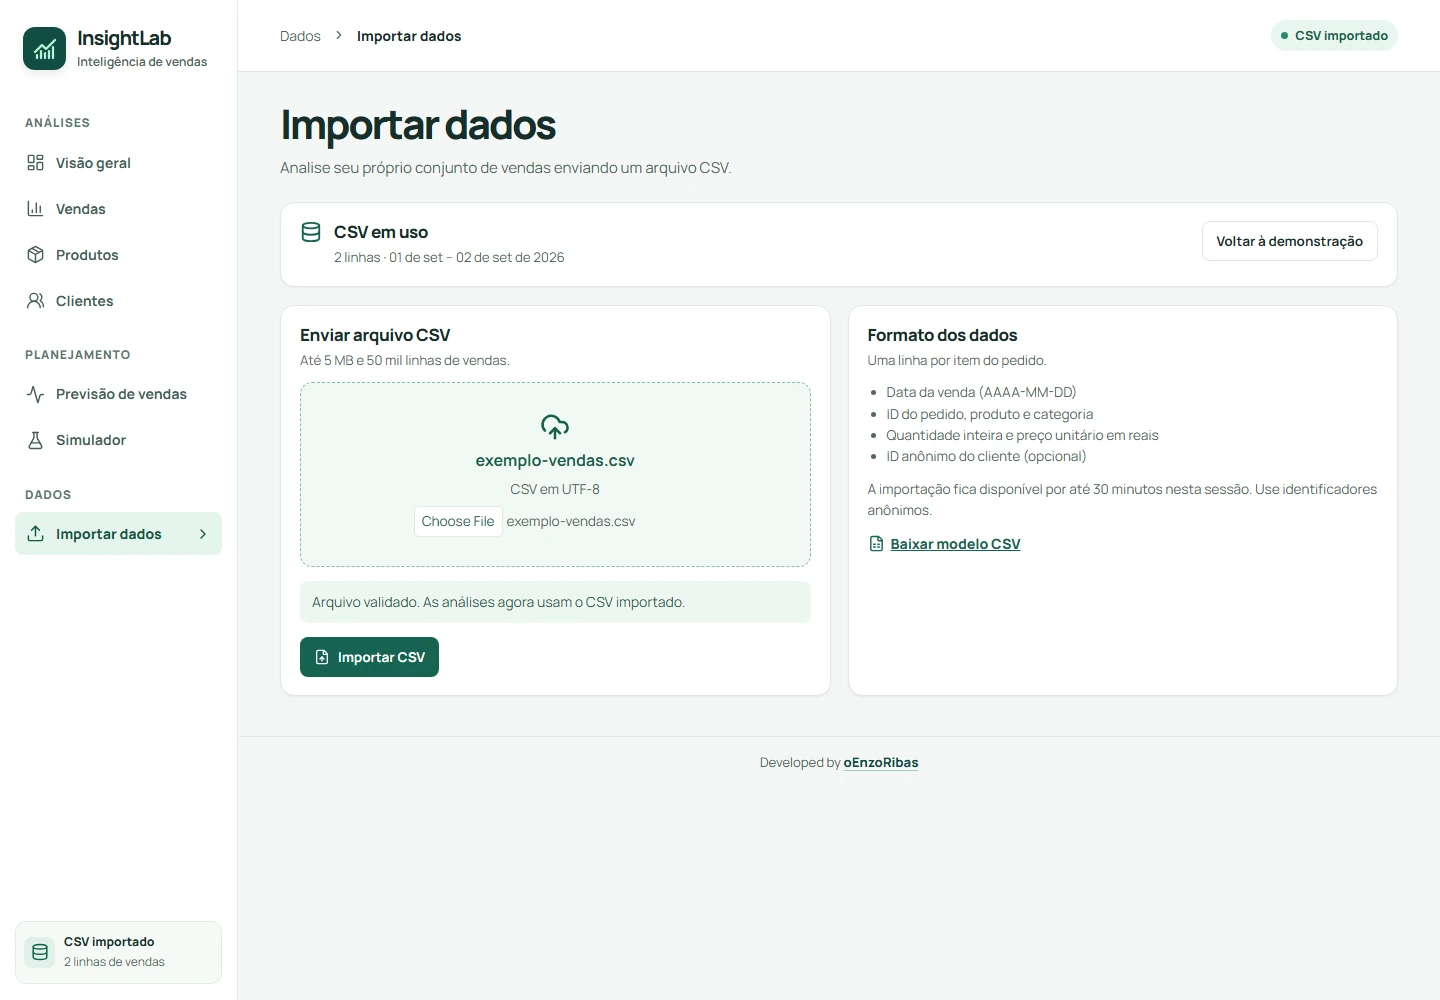 InsightLab
Inteligência de vendas
ANÁLISES
Visão geral
Vendas
Produtos
Clientes
PLANEJAMENTO
Previsão de vendas
Simulador
DADOS
Importar dados
CSV importado
2 linhas de vendas
Dados
Importar dados
CSV importado
Importar dados
Analise seu próprio conjunto de vendas enviando um arquivo CSV.
CSV em uso
2 linhas · 01 de set – 02 de set de 2026
Voltar à demonstração
Enviar arquivo CSV
Até 5 MB e 50 mil linhas de vendas.
exemplo-vendas.csv
CSV em UTF-8
Choose File exemplo-vendas.csv
Arquivo validado. As análises agora usam o CSV importado.
Importar CSV
Formato dos dados
Uma linha por item do pedido.
Data da venda (AAAA-MM-DD)
ID do pedido, produto e categoria
Quantidade inteira e preço unitário em reais
ID anônimo do cliente (opcional)
A importação fica disponível por até 30 minutos nesta sessão. Use identificadores
anônimos.
Baixar modelo CSV
Developed by oEnzoRibas